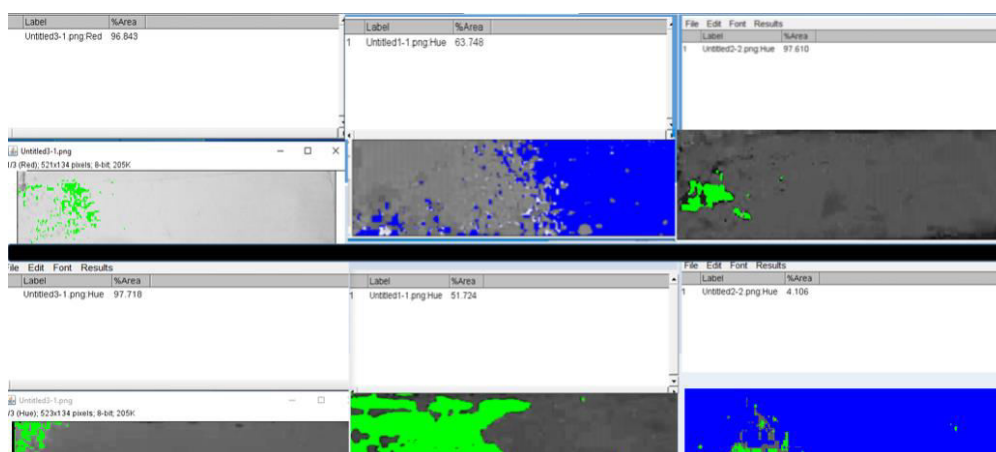 Label %Area
Untitled3-1.png:Red 96.843
Label %Area
1 Untitled1-1.png:Hue 63.748
File Edit Font Results
Label %Area
1 Untitled2-2.png:Hue 97.610
Untitled3-1.png
1/3 (Red); 521x134 pixels; 8-bit; 205K
File Edit Font Results
Label %Area
Untitled3-1.png:Hue 97.718
Label %Area
1 Untitled1-1.png:Hue 51.724
File Edit Font Results
Label %Area
1 Untitled2-2.png:Hue 4.106
Untitled3-1.png
/3 (Hue); 523x134 pixels; 8-bit; 205K